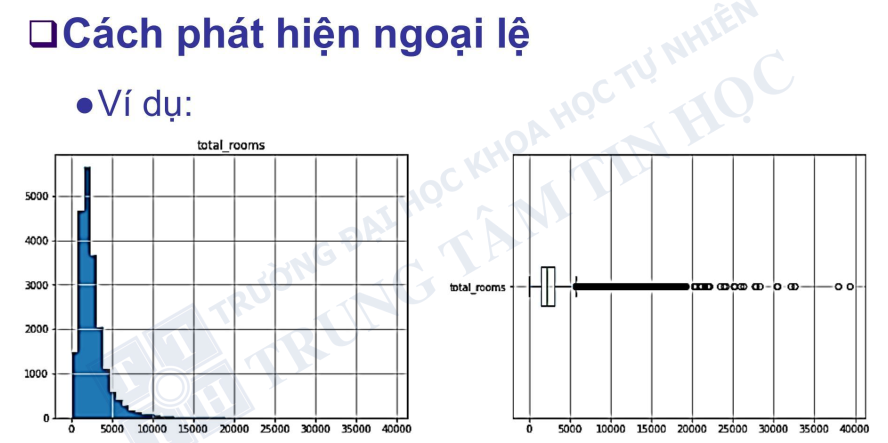 Cách phát hiện ngoại lệ
Ví dụ:
total_rooms
5000
4000
3000
2000
1000
0
0 5000 10000 15000 20000 25000 30000 35000 40000
total_rooms
0 5000 10000 15000 20000 25000 30000 35000 40000
TRƯỜNG ĐẠI HỌC KHOA HỌC TỰ NHIÊN
TRUNG TÂM TIN HỌC
T T
H